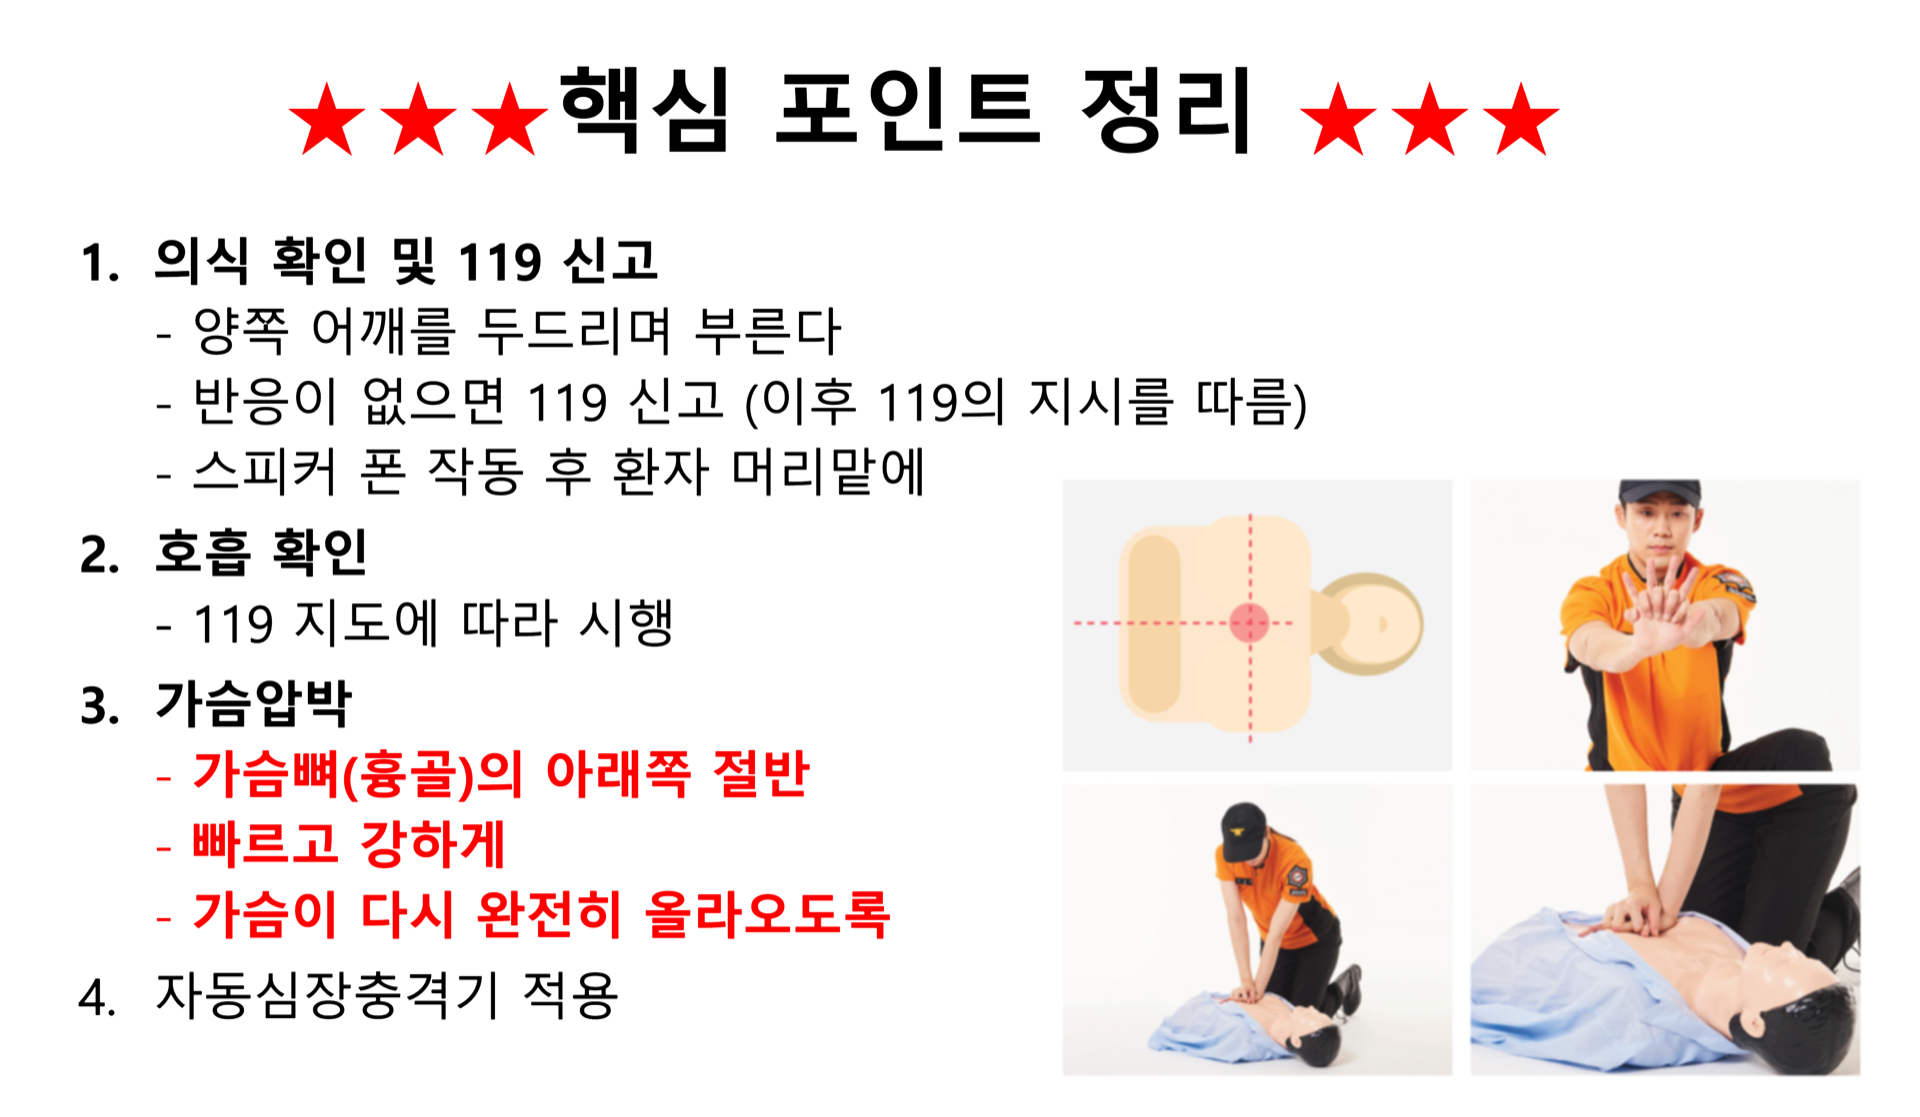 ★★★핵심 포인트 정리 ★★★
1. 의식 확인 및 119 신고
- 양쪽 어깨를 두드리며 부른다
- 반응이 없으면 119 신고 (이후 119의 지시를 따름)
- 스피커 폰 작동 후 환자 머리맡에
2. 호흡 확인
- 119 지도에 따라 시행
3. 가슴압박
- 가슴뼈(흉골)의 아래쪽 절반
- 빠르고 강하게
- 가슴이 다시 완전히 올라오도록
4. 자동심장충격기 적용